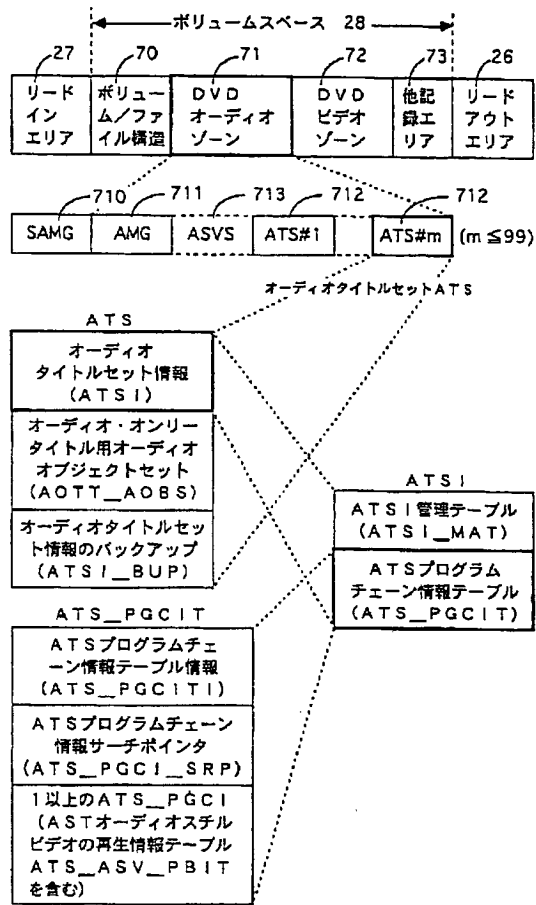 ボリュームスペース 28
27
70
71
72
73
26
リード
イン
エリア
ボリュー
ム/ファ
イル構造
DVD
オーディオ
ゾーン
DVD
ビデオ
ゾーン
他記
録エ
リア
リード
アウト
エリア
710
711
713
712
712
SAMG
AMG
ASVS
ATS#1
ATS#m
(m≦99)
オーディオタイトルセットATS
ATS
オーディオ
タイトルセット情報
(ATSI)
オーディオ・オンリー
タイトル用オーディオ
オブジェクトセット
(AOTT__AOBS)
オーディオタイトルセッ
ト情報のバックアップ
(ATSI__BUP)
ATSI
ATSI管理テーブル
(ATSI__MAT)
ATSプログラム
チェーン情報テーブル
(ATS__PGCIT)
ATS__PGCIT
ATSプログラムチェ
ーン情報テーブル情報
(ATS__PGCITI)
ATSプログラムチェーン
情報サーチポインタ
(ATS__PGCI__SRP)
1以上のATS__PGCI
(ASTオーディオスチル
ビデオの再生情報テーブル
ATS__ASV__PBIT
を含む)